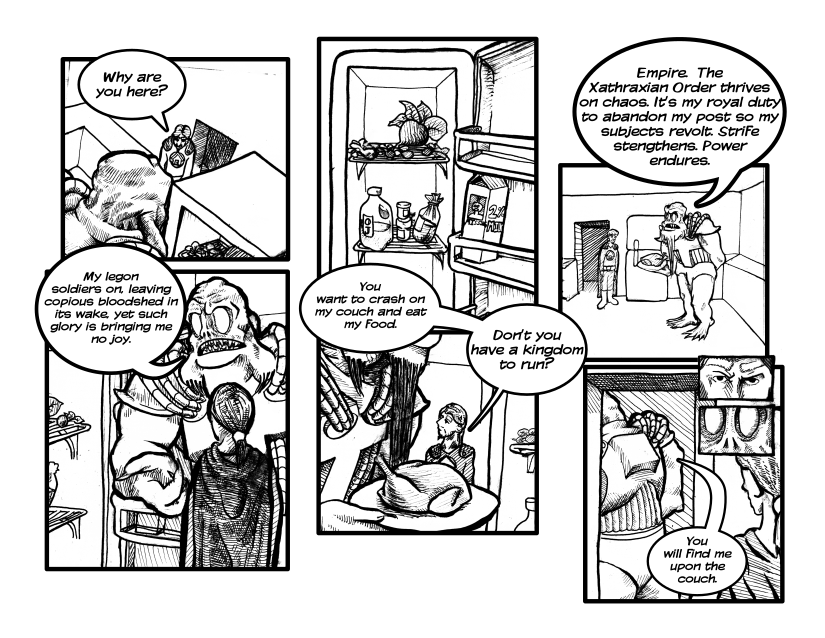 Why are
you here?
My legon
soldiers on, leaving
copious bloodshed in
its wake, yet such
glory is bringing me
no joy.
You
want to crash on
my couch and eat
my food.
Don't you
have a kingdom
to run?
Empire. The
Xathraxian Order thrives
on chaos. It's my royal duty
to abandon my post so my
subjects revolt. Strife
stengthens. Power
endures.
You
will find me
upon the
couch.
2%